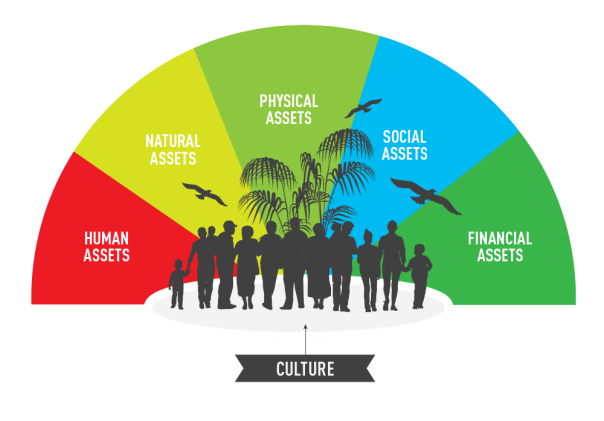 PHYSICAL
ASSETS
NATURAL
ASSETS
SOCIAL
ASSETS
HUMAN
ASSETS
FINANCIAL
ASSETS
CULTURE